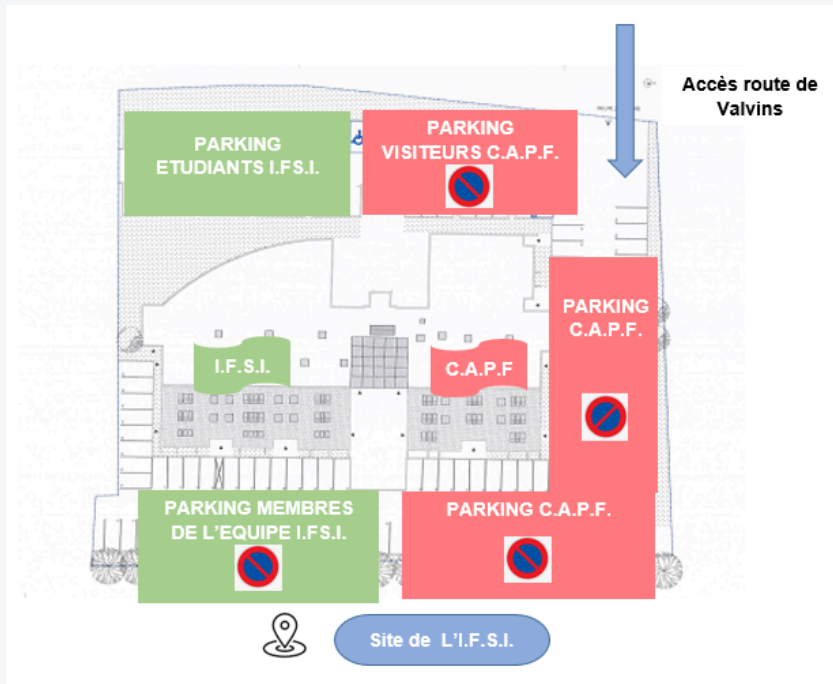 Accès route de
Valvins
PARKING
ETUDIANTS I.FS.I.
PARKING
VISITEURS C.A.P.F.
PARKING
C.A.P.F.
I.F.S.I.
C.A.P.F
PARKING MEMBRES
DE L'EQUIPE I.FS.I.
PARKING C.A.P.F.
Site de L'I.F.S.I.